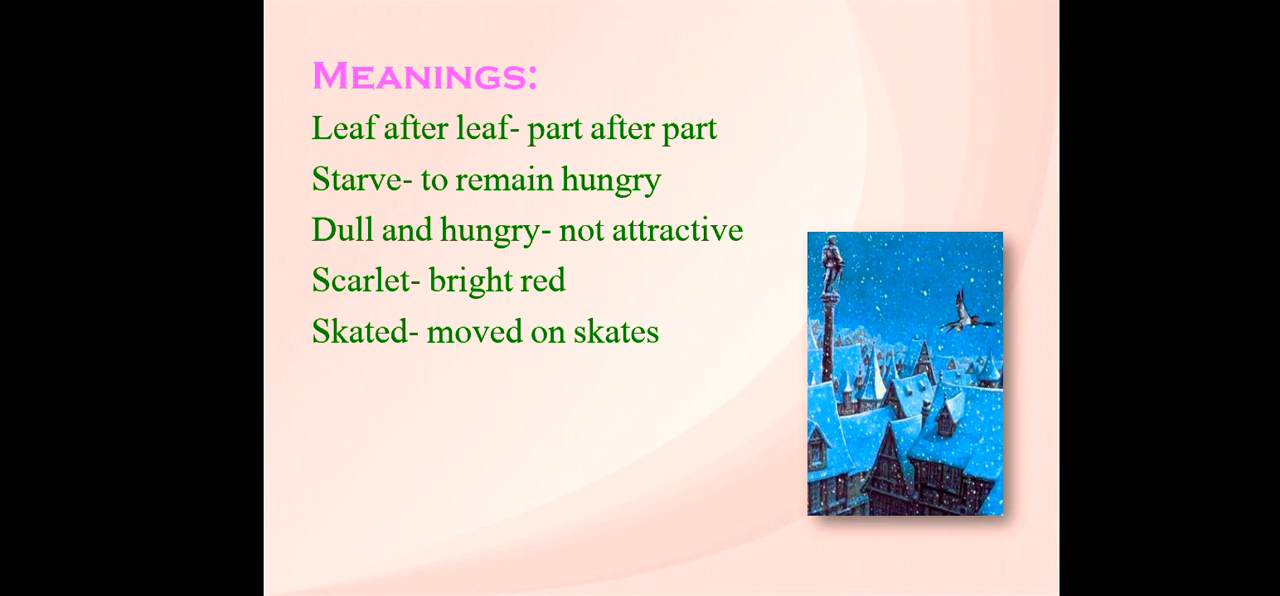 MEANINGS:
Leaf after leaf- part after part
Starve- to remain hungry
Dull and hungry- not attractive
Scarlet- bright red
Skated- moved on skates